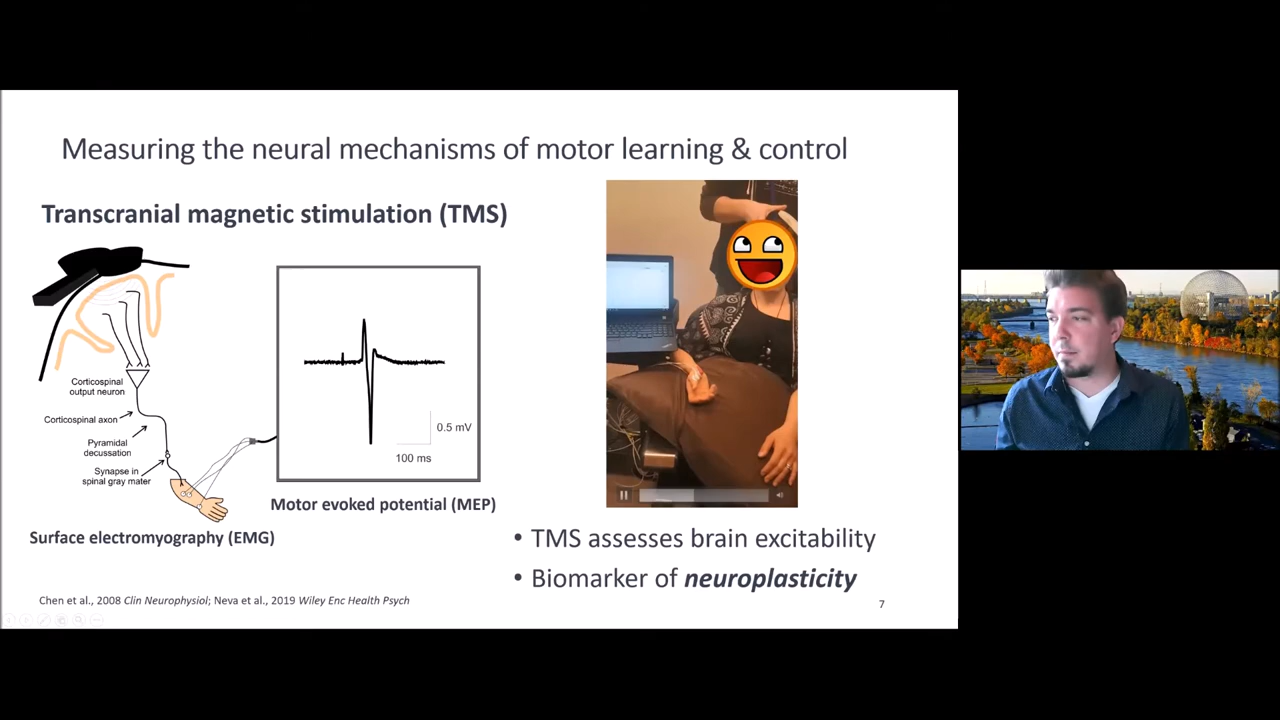 Measuring the neural mechanisms of motor learning & control
Transcranial magnetic stimulation (TMS)
Corticospinal
output neuron
Corticospinal axon
Pyramidal
decussation
Synapse in
spinal gray mater
0.5 mV
100 ms
Motor evoked potential (MEP)
Surface electromyography (EMG)
• TMS assesses brain excitability
• Biomarker of neuroplasticity
Chen et al., 2008 Clin Neurophysiol; Neva et al., 2019 Wiley Enc Health Psych
7